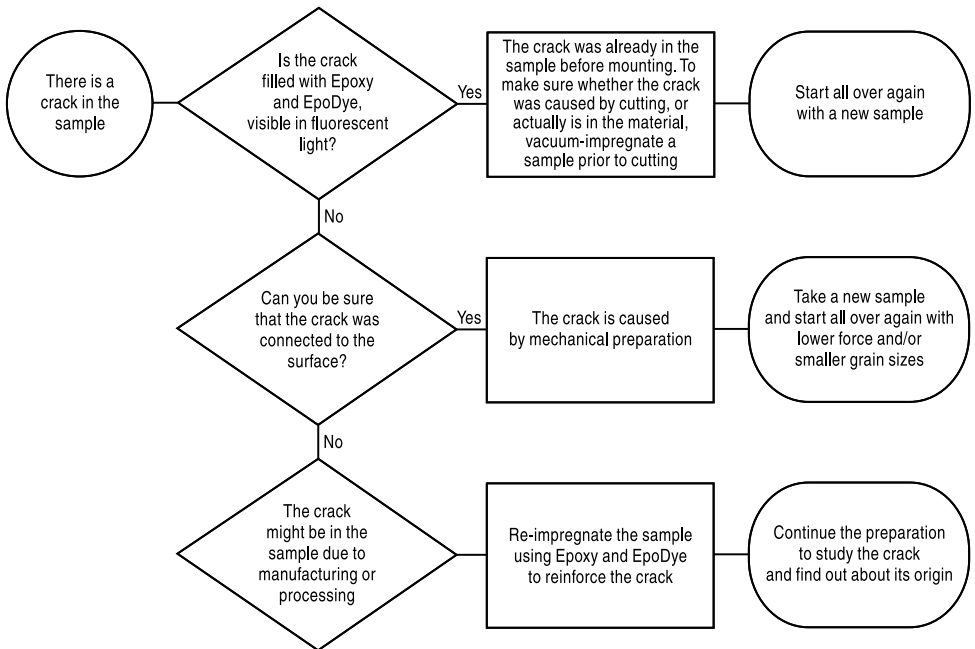 There is a
crack in the
sample
Is the crack
filled with Epoxy
and EpoDye,
visible in fluorescent
light?
Yes
The crack was already in the
sample before mounting. To
make sure whether the crack
was caused by cutting, or
actually is in the material,
vacuum-impregnate a
sample prior to cutting
Start all over again
with a new sample
No
Can you be sure
that the crack was
connected to the
surface?
Yes
The crack is caused
by mechanical preparation
Take a new sample
and start all over again with
lower force and/or
smaller grain sizes
No
The crack
might be in the
sample due to
manufacturing or
processing
Re-impregnate the sample
using Epoxy and EpoDye
to reinforce the crack
Continue the preparation
to study the crack
and find out about its origin